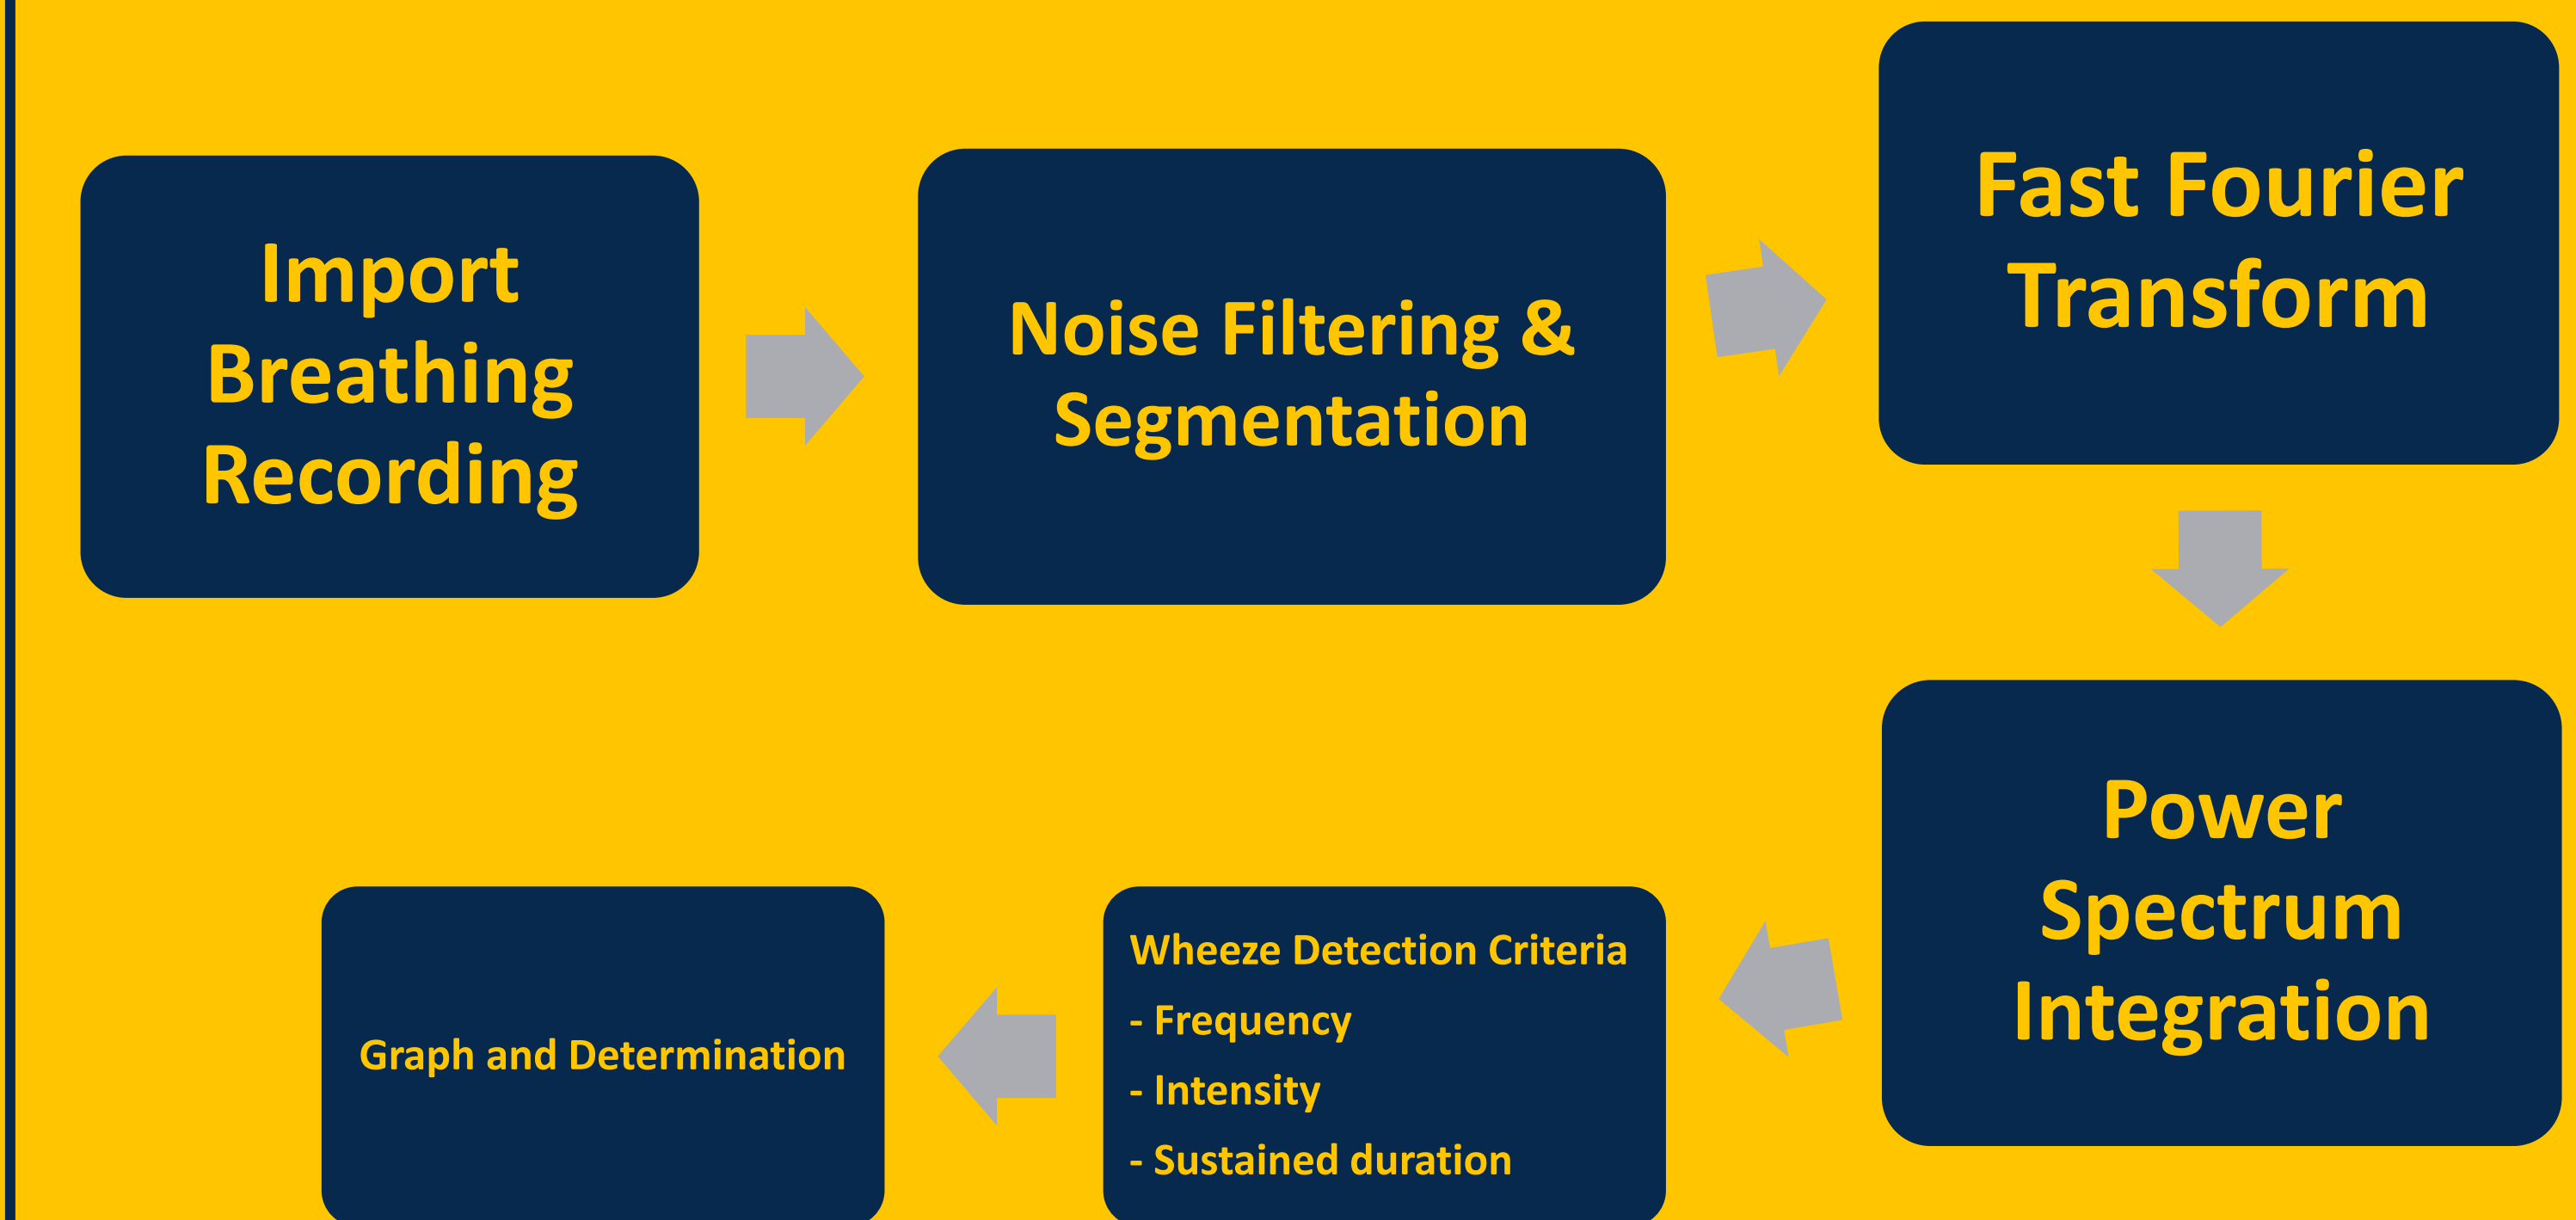 Import
Breathing
Recording
Noise Filtering &
Segmentation
Fast Fourier
Transform
Power
Spectrum
Integration
Wheeze Detection Criteria
- Frequency
- Intensity
- Sustained duration
Graph and Determination